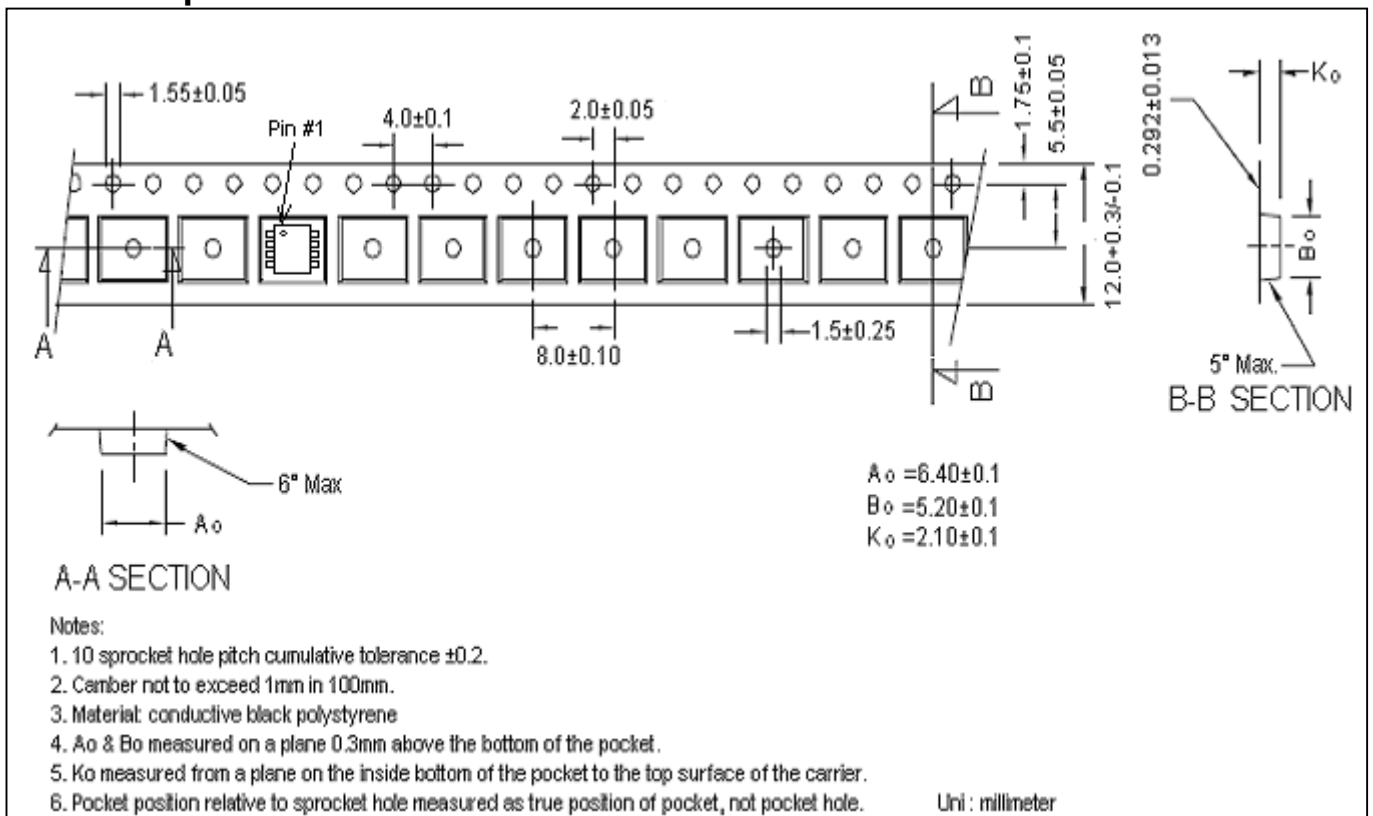 1.55±0.05
Pin #1
4.0±0.1
2.0±0.05
B
1.75±0.1
5.5±0.05
0.292±0.013
Ko
12.0+0.3/-0.1
Bo
A
A
8.0±0.10
1.5±0.25
B
5° Max.
B-B SECTION
6° Max
Ao
Ao =6.40±0.1
Bo =5.20±0.1
Ko =2.10±0.1
A-A SECTION
Notes:
1. 10 sprocket hole pitch cumulative tolerance ±0.2.
2. Camber not to exceed 1mm in 100mm.
3. Material: conductive black polystyrene
4. Ao & Bo measured on a plane 0.3mm above the bottom of the pocket.
5. Ko measured from a plane on the inside bottom of the pocket to the top surface of the carrier.
6. Pocket position relative to sprocket hole measured as true position of pocket, not pocket hole.
Uni : millimeter